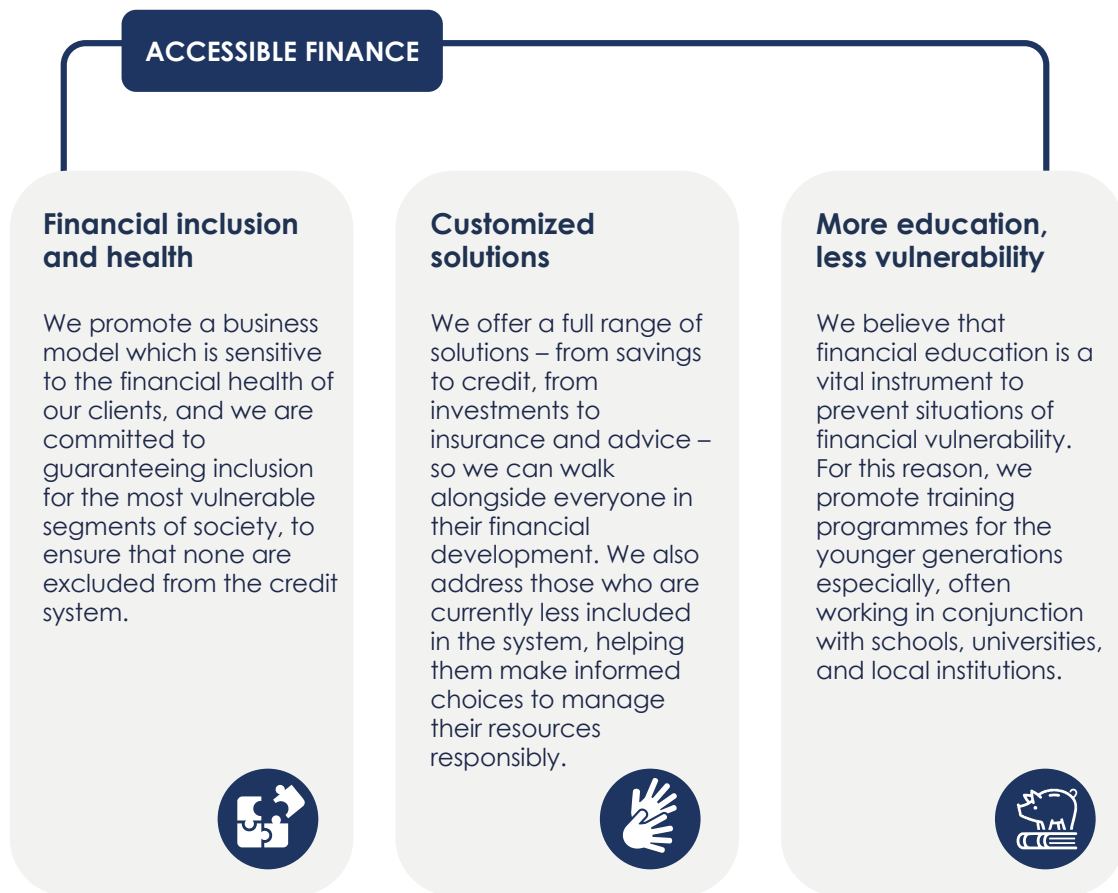 ACCESSIBLE FINANCE
Financial inclusion
and health
We promote a business
model which is sensitive
to the financial health of
our clients, and we are
committed to
guaranteeing inclusion
for the most vulnerable
segments of society, to
ensure that none are
excluded from the credit
system.
Customized
solutions
We offer a full range of
solutions – from savings
to credit, from
investments to
insurance and advice –
so we can walk
alongside everyone in
their financial
development. We also
address those who are
currently less included
in the system, helping
them make informed
choices to manage
their resources
responsibly.
More education,
less vulnerability
We believe that
financial education is a
vital instrument to
prevent situations of
financial vulnerability.
For this reason, we
promote training
programmes for the
younger generations
especially, often
working in conjunction
with schools, universities,
and local institutions.